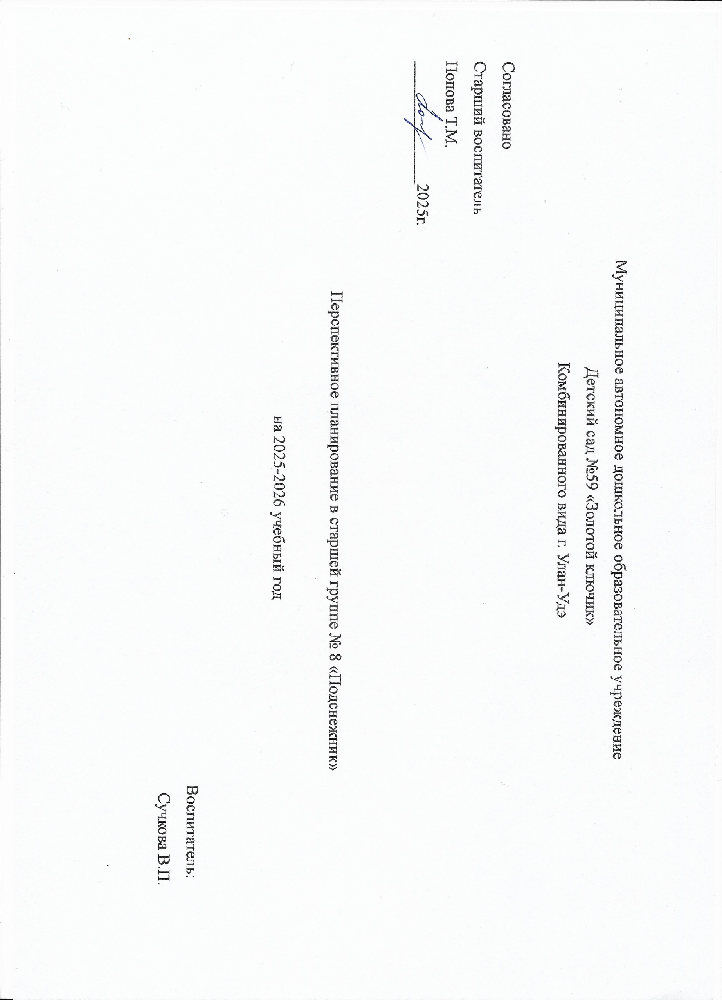 Муниципальное автономное дошкольное образовательное учреждение
Детский сад №59 «Золотой ключик»
Комбинированного вида г. Улан-Удэ
Согласовано
Старший воспитатель
Попова Т.М.
2025г.
Перспективное планирование в старшей группе № 8 «Подснежник»
на 2025-2026 учебный год
Воспитатель:
Сучкова В.П.